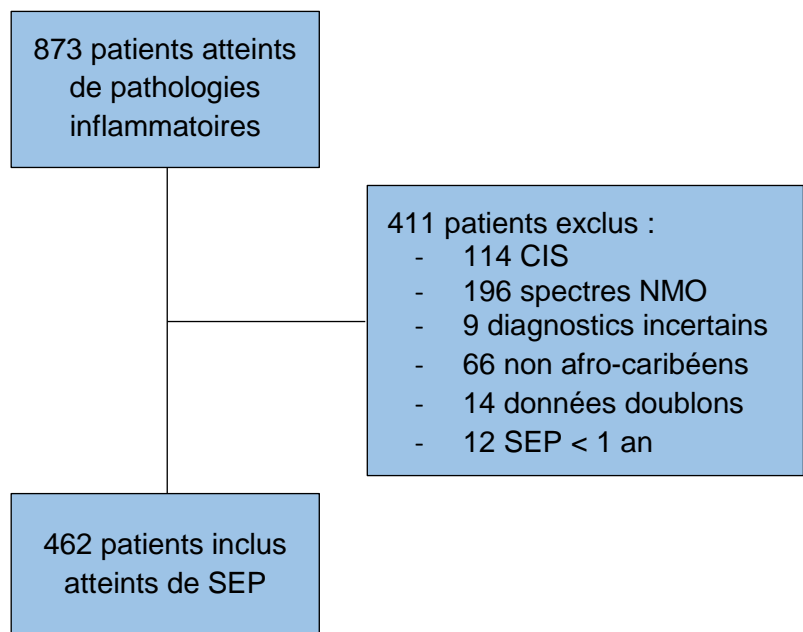 873 patients atteints
de pathologies
inflammatoires
411 patients exclus :
- 114 CIS
- 196 spectres NMO
- 9 diagnostics incertains
- 66 non afro-caribéens
- 14 données doublons
- 12 SEP < 1 an
462 patients inclus
atteints de SEP